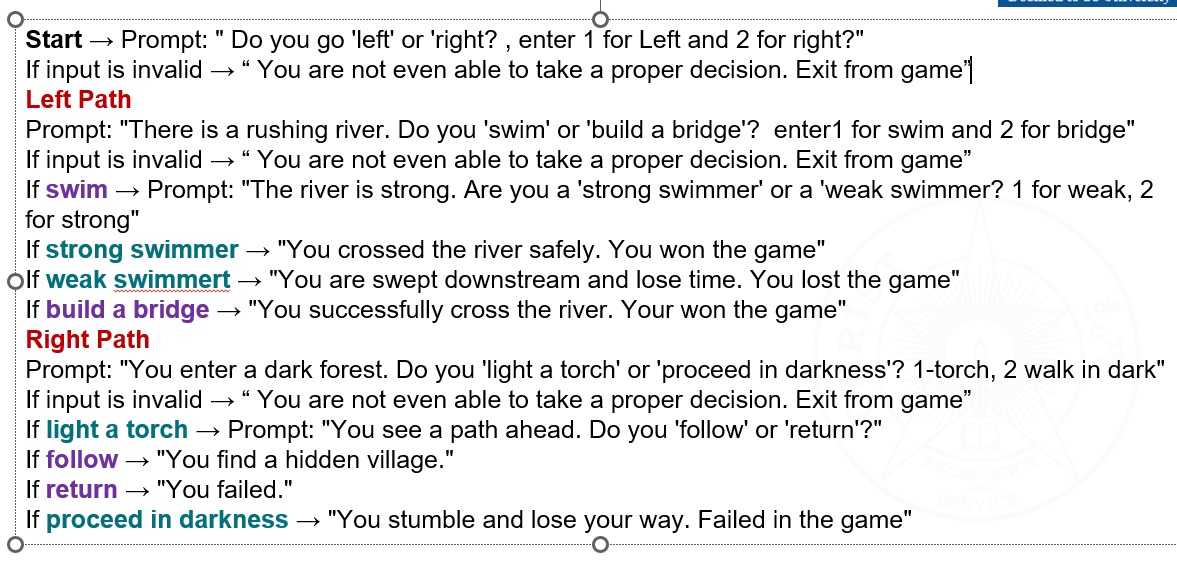 Start → Prompt: " Do you go 'left' or 'right? , enter 1 for Left and 2 for right?"
If input is invalid → “ You are not even able to take a proper decision. Exit from game”
Left Path
Prompt: "There is a rushing river. Do you 'swim' or 'build a bridge'?  enter1 for swim and 2 for bridge"
If input is invalid → “ You are not even able to take a proper decision. Exit from game”
If swim → Prompt: "The river is strong. Are you a 'strong swimmer' or a 'weak swimmer? 1 for weak, 2
for strong"
If strong swimmer → "You crossed the river safely. You won the game"
If weak swimmert → "You are swept downstream and lose time. You lost the game"
If build a bridge → "You successfully cross the river. Your won the game"
Right Path
Prompt: "You enter a dark forest. Do you 'light a torch' or 'proceed in darkness'? 1-torch, 2 walk in dark"
If input is invalid → “ You are not even able to take a proper decision. Exit from game”
If light a torch → Prompt: "You see a path ahead. Do you 'follow' or 'return'?"
If follow → "You find a hidden village."
If return → "You failed."
If proceed in darkness → "You stumble and lose your way. Failed in the game"
EXCELLENCE
AND
SERVICE